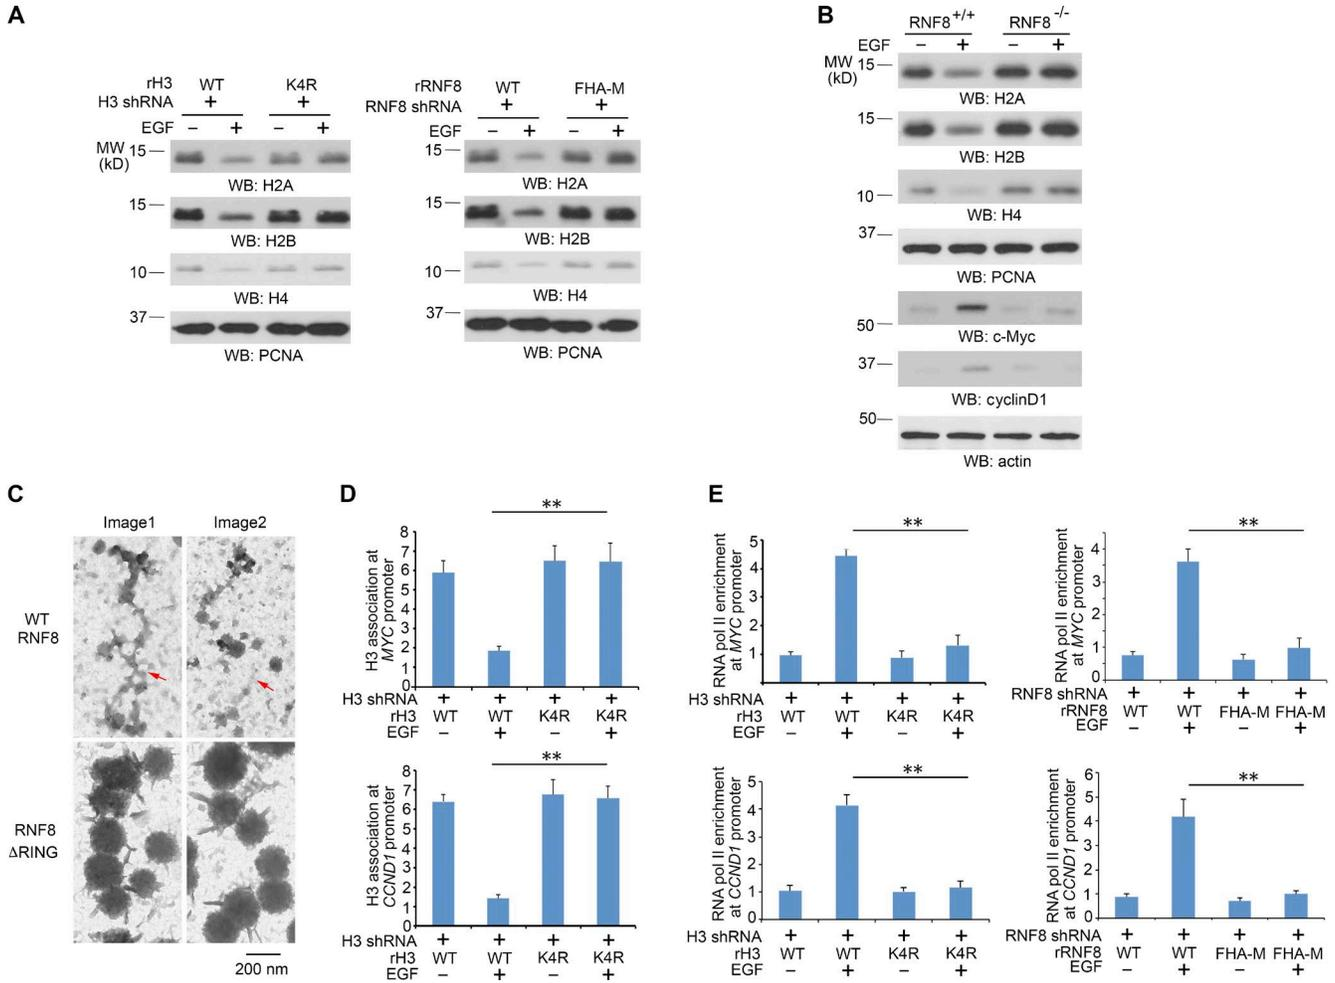 A
rH3 WT K4R
H3 shRNA + +
EGF – + – +
MW (kD) 15
WB: H2A
15
WB: H2B
10
WB: H4
37
WB: PCNA
rRNF8 WT FHA-M
RNF8 shRNA + +
EGF – + – +
15
WB: H2A
15
WB: H2B
10
WB: H4
37
WB: PCNA
B
RNF8 +/+ RNF8 -/-
EGF – + – +
MW (kD) 15
WB: H2A
15
WB: H2B
10
WB: H4
37
WB: PCNA
50
WB: c-Myc
37
WB: cyclinD1
50
WB: actin
C
Image1 Image2
WT
RNF8
RNF8
ΔRING
200 nm
D
**
H3 association at
MYC promoter
8
7
6
5
4
3
2
1
0
H3 shRNA + + + +
rH3 WT WT K4R K4R
EGF – + – +
**
H3 association at
CCND1 promoter
8
7
6
5
4
3
2
1
0
H3 shRNA + + + +
rH3 WT WT K4R K4R
EGF – + – +
E
**
RNA pol II enrichment
at MYC promoter
5
4
3
2
1
H3 shRNA + + + +
rH3 WT WT K4R K4R
EGF – + – +
**
RNA pol II enrichment
at MYC promoter
4
3
2
1
0
RNF8 shRNA + + + +
rRNF8 WT WT FHA-M FHA-M
EGF – + – +
**
RNA pol II enrichment
at CCND1 promoter
5
4
3
2
1
0
H3 shRNA + + + +
rH3 WT WT K4R K4R
EGF – + – +
**
RNA pol II enrichment
at CCND1 promoter
6
5
4
3
2
1
0
RNF8 shRNA + + + +
rRNF8 WT WT FHA-M FHA-M
EGF – + – +